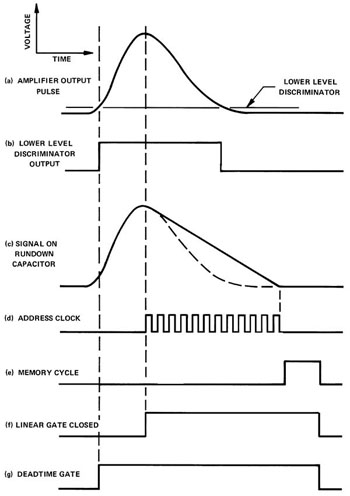 VOLTAGE
TIME
(a) AMPLIFIER OUTPUT
PULSE
LOWER LEVEL
DISCRIMINATOR
(b) LOWER LEVEL
DISCRIMINATOR
OUTPUT
(c) SIGNAL ON
RUNDOWN
CAPACITOR
(d) ADDRESS CLOCK
(e) MEMORY CYCLE
(f) LINEAR GATE CLOSED
(g) DEADTIME GATE